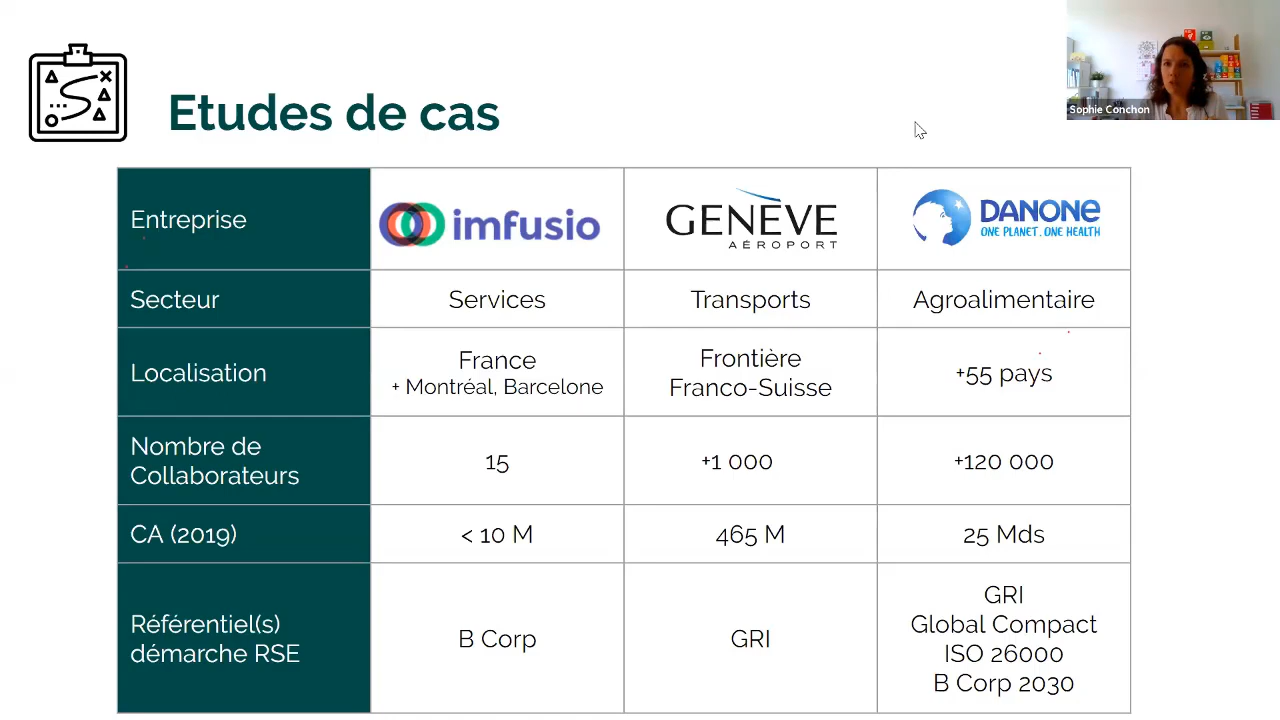 Sophie Conchon
Etudes de cas
Entreprise
imfusio
GENÈVE
AÉROPORT
DANONE
ONE PLANET. ONE HEALTH
Secteur
Services
Transports
Agroalimentaire
Localisation
France
+ Montréal, Barcelone
Frontière
Franco-Suisse
+55 pays
Nombre de
Collaborateurs
15
+1 000
+120 000
CA (2019)
< 10 M
465 M
25 Mds
Référentiel(s)
démarche RSE
B Corp
GRI
GRI
Global Compact
ISO 26000
B Corp 2030